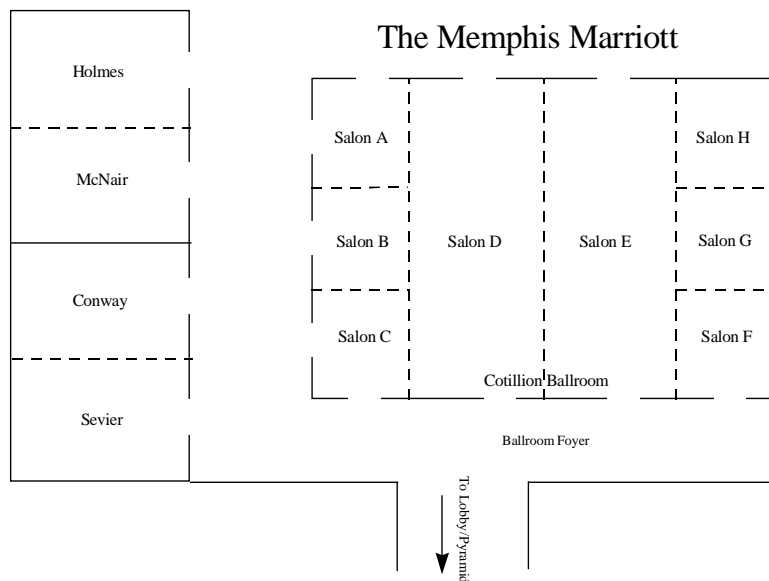 The Memphis Marriott
Holmes
McNair
Conway
Sevier
Salon A
Salon B
Salon C
Salon D
Salon E
Salon H
Salon G
Salon F
Cotillion Ballroom
Ballroom Foyer
To Lobby/Pyramid